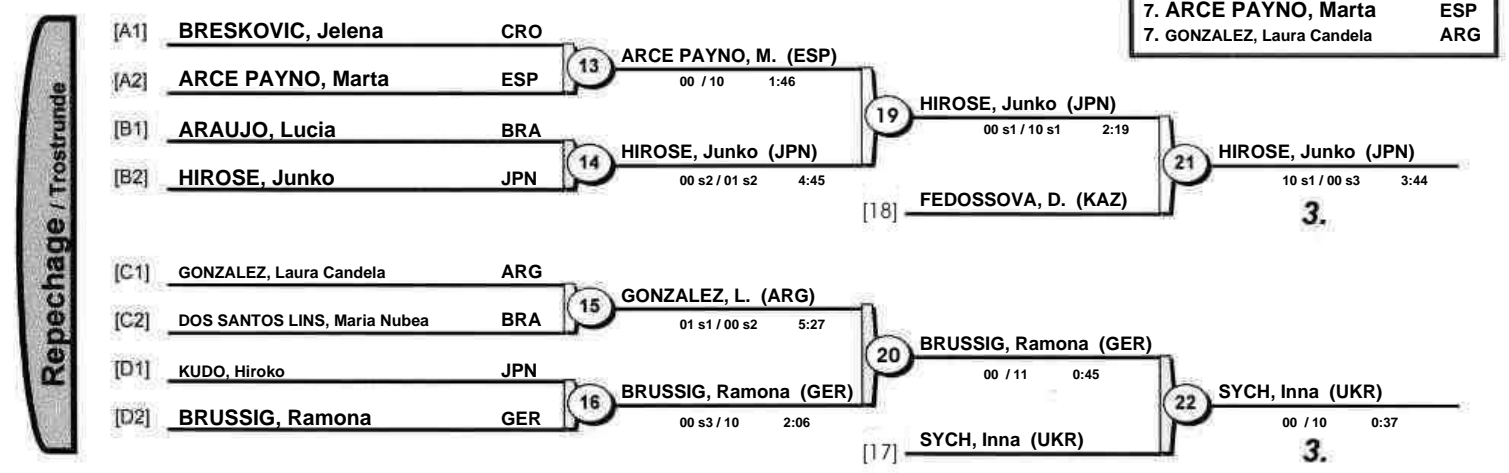 7. ARCE PAYNO, Marta ESP
7. GONZALEZ, Laura Candela ARG
Repechage / Trostrunde
[A1] BRESKOVIC, Jelena CRO
[A2] ARCE PAYNO, Marta ESP
13 ARCE PAYNO, M. (ESP)
00 / 10 1:46
[B1] ARAUJO, Lucia BRA
[B2] HIROSE, Junko JPN
14 HIROSE, Junko (JPN)
00 s2 / 01 s2 4:45
19 HIROSE, Junko (JPN)
00 s1 / 10 s1 2:19
[18] FEDOSSOVA, D. (KAZ)
21 HIROSE, Junko (JPN)
10 s1 / 00 s3 3:44
3.
[C1] GONZALEZ, Laura Candela ARG
[C2] DOS SANTOS LINS, Maria Nubea BRA
15 GONZALEZ, L. (ARG)
01 s1 / 00 s2 5:27
[D1] KUDO, Hiroko JPN
[D2] BRUSSIG, Ramona GER
16 BRUSSIG, Ramona (GER)
00 s3 / 10 2:06
20 BRUSSIG, Ramona (GER)
00 / 11 0:45
[17] SYCH, Inna (UKR)
22 SYCH, Inna (UKR)
00 / 10 0:37
3.